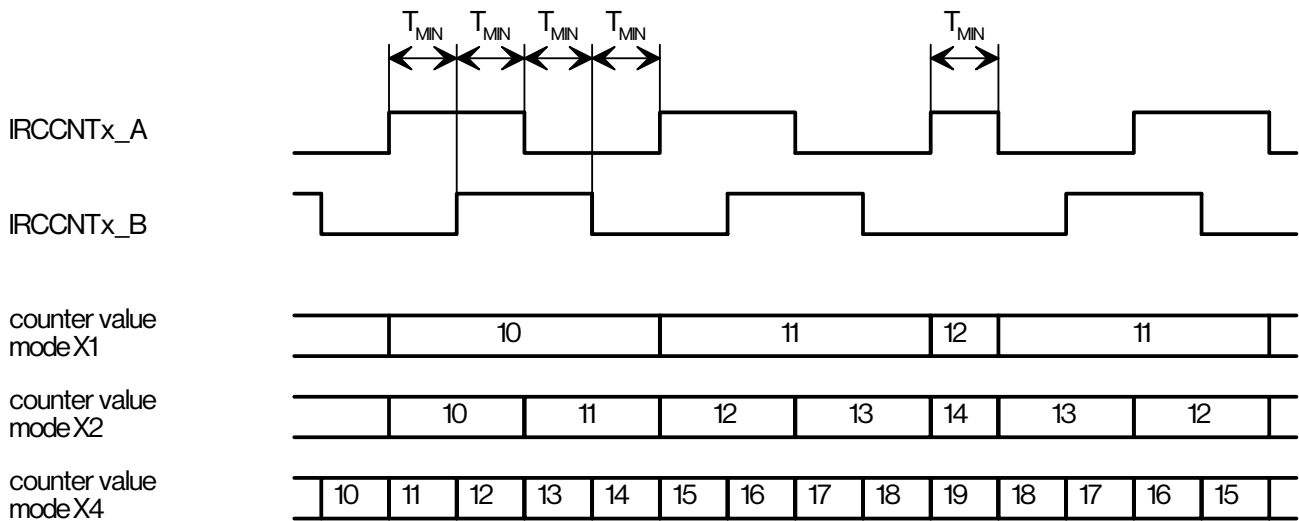 T_MIN T_MIN T_MIN T_MIN T_MIN
IRCCNTx_A
IRCCNTx_B
counter value
mode X1
10 11 12 11
counter value
mode X2
10 11 12 13 14 13 12
counter value
mode X4
10 11 12 13 14 15 16 17 18 19 18 17 16 15